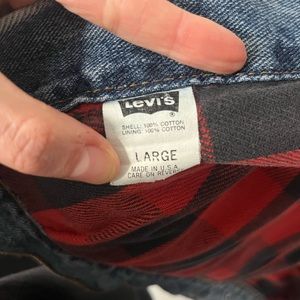 Levi's
®
SHELL: 100% COTTON
LINING: 100% COTTON
LARGE
MADE IN U.S.A.
CARE ON REVERSE